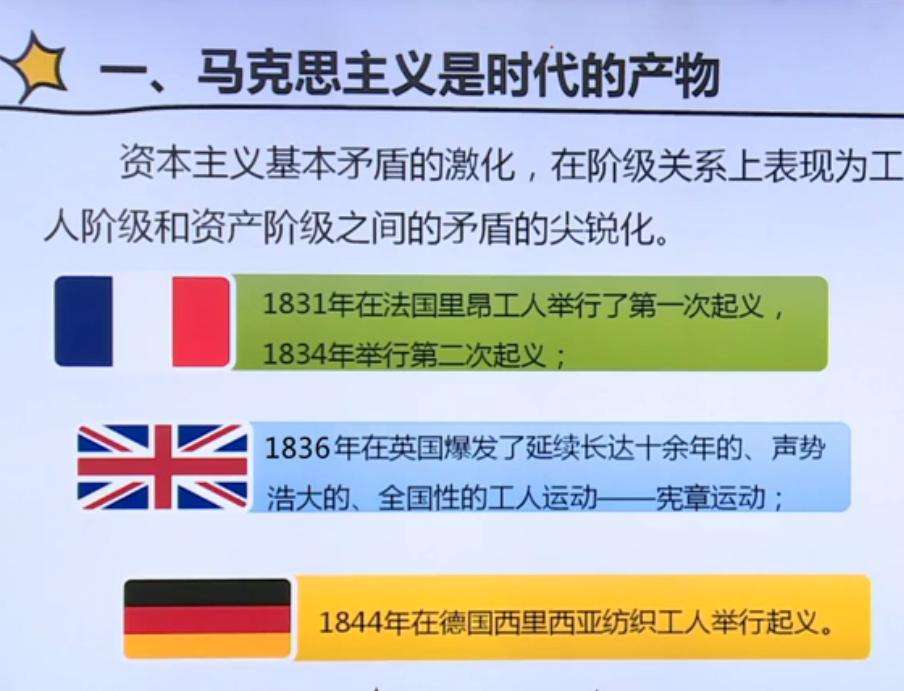 一、马克思主义是时代的产物
资本主义基本矛盾的激化，在阶级关系上表现为工
人阶级和资产阶级之间的矛盾的尖锐化。
1831年在法国里昂工人举行了第一次起义，
1834年举行第二次起义；
1836年在英国爆发了延续长达十余年的、声势
浩大的、全国性的工人运动——宪章运动；
1844年在德国西里西亚纺织工人举行起义。